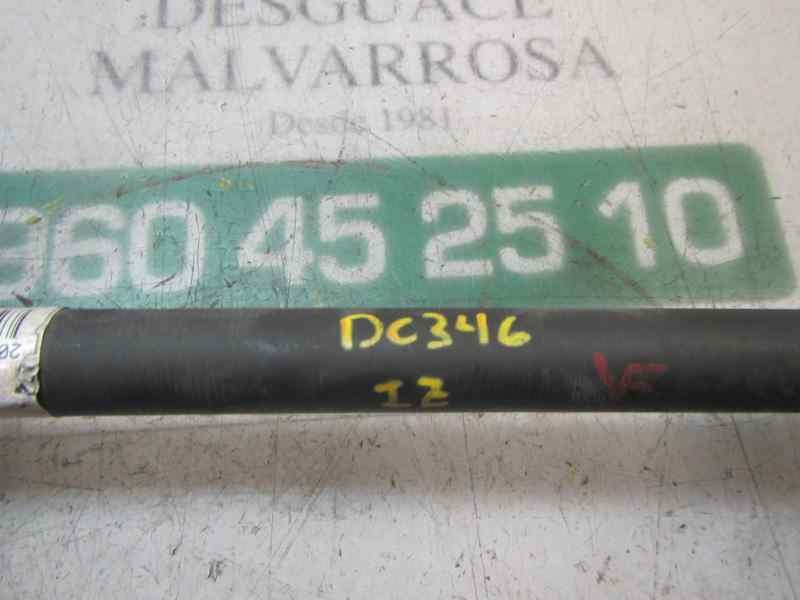 DESGUACE
MALVARROSA
Desde 1981
960 45 25 10
DC346
IZ